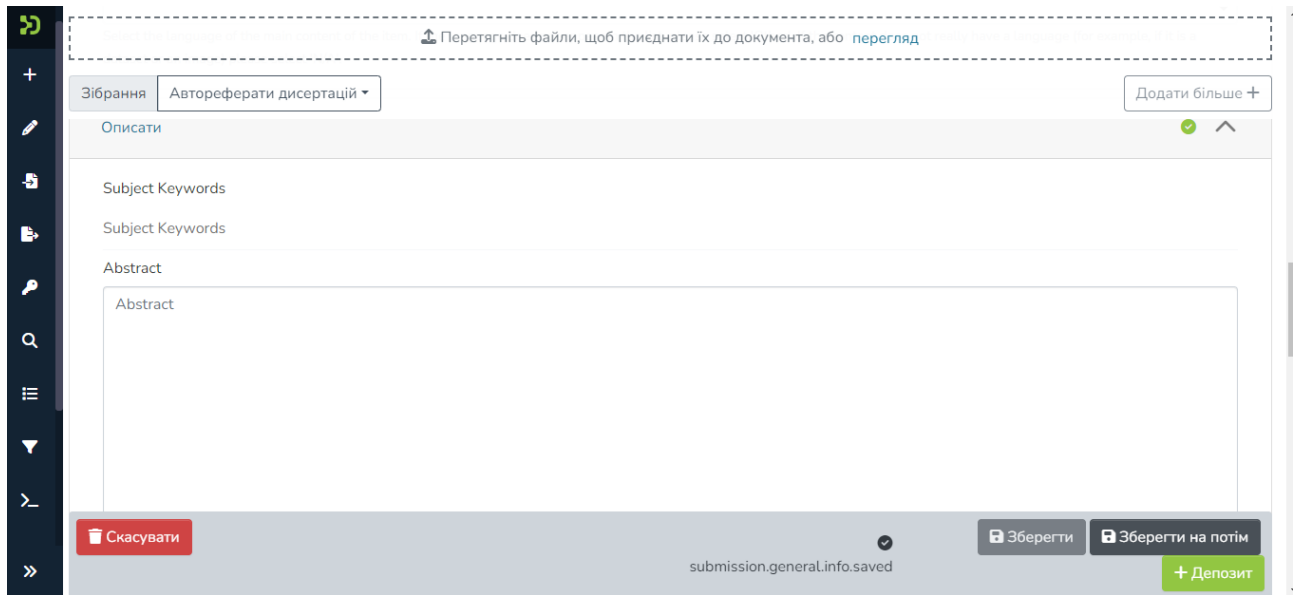 Перетягніть файли, щоб приєднати їх до документа, або перегляд
Зібрання Автореферати дисертацій Додати більше
Описати
Subject Keywords
Subject Keywords
Abstract
Abstract
Скасувати Зберегти Зберегти на потім
submission.general.info.saved
Депозит